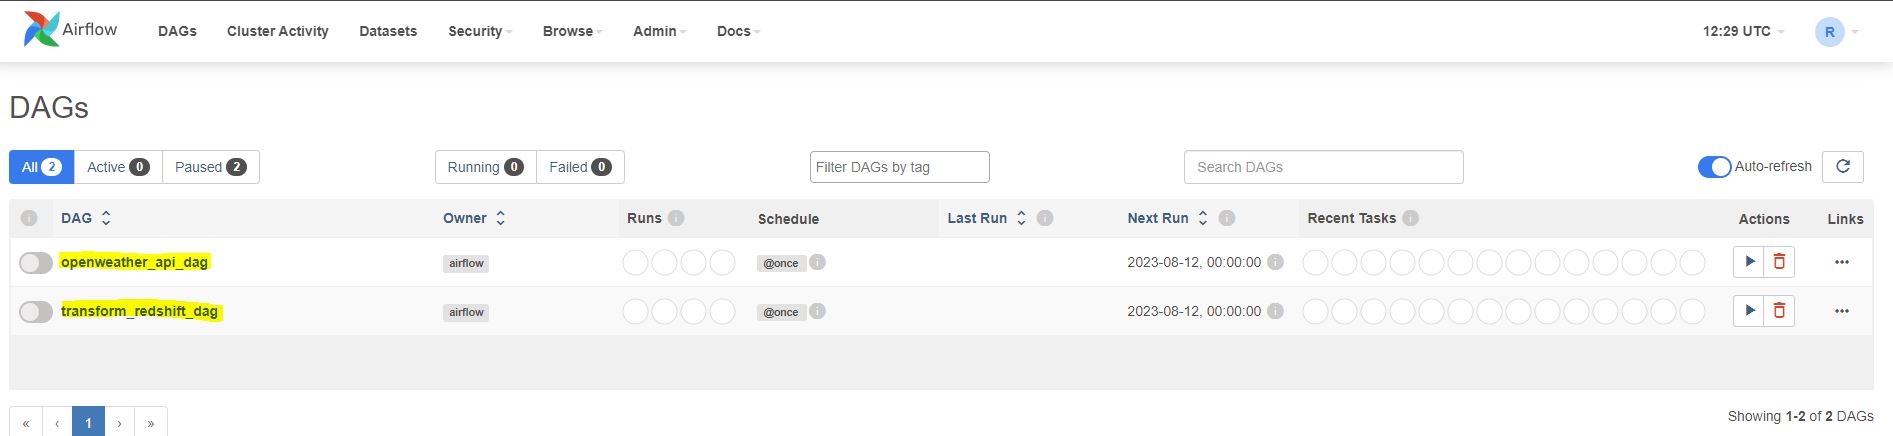 Airflow DAGs Cluster Activity Datasets Security Browse Admin Docs 12:29 UTC R
DAGs
All 2 Active 0 Paused 2 Running 0 Failed 0 Filter DAGs by tag Search DAGs Auto-refresh
i DAG Owner Runs i Schedule Last Run i Next Run i Recent Tasks i Actions Links
openweather_api_dag airflow @once i 2023-08-12, 00:00:00 i ...
transform_redshift_dag airflow @once i 2023-08-12, 00:00:00 i ...
« ‹ 1 › » Showing 1-2 of 2 DAGs